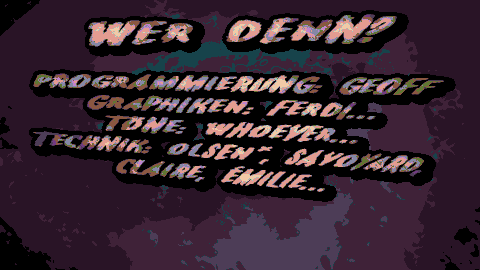 WER DENN?
PROGRAMMIERUNG: GEOFF
GRAPHIKEN: FERDI...
TÖNE: WHOEVER...
TECHNIK: OLSEN*, SAVOYARD,
CLAIRE, EMILIE...